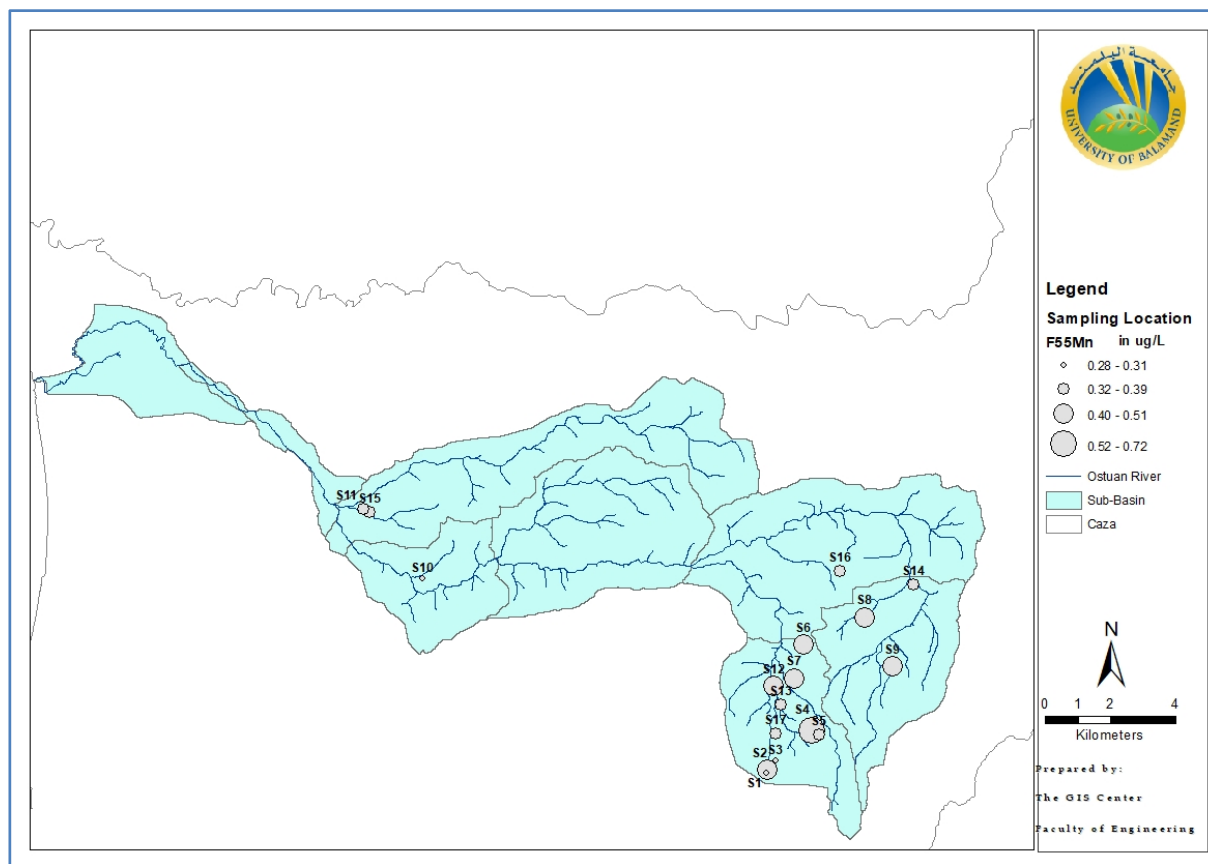 جامعة البلمند
UNIVERSITY OF BALAMAND
Legend
Sampling Location
F55Mn in ug/L
0.28 - 0.31
0.32 - 0.39
0.40 - 0.51
0.52 - 0.72
Ostuan River
Sub-Basin
Caza
S11 S15
S10
S16
S14
S8
S6
S9
S7
S12
S13
S4
S17 S5
S3
S2
S1
N
0 1 2 4
Kilometers
Prepared by:
The GIS Center
Faculty of Engineering